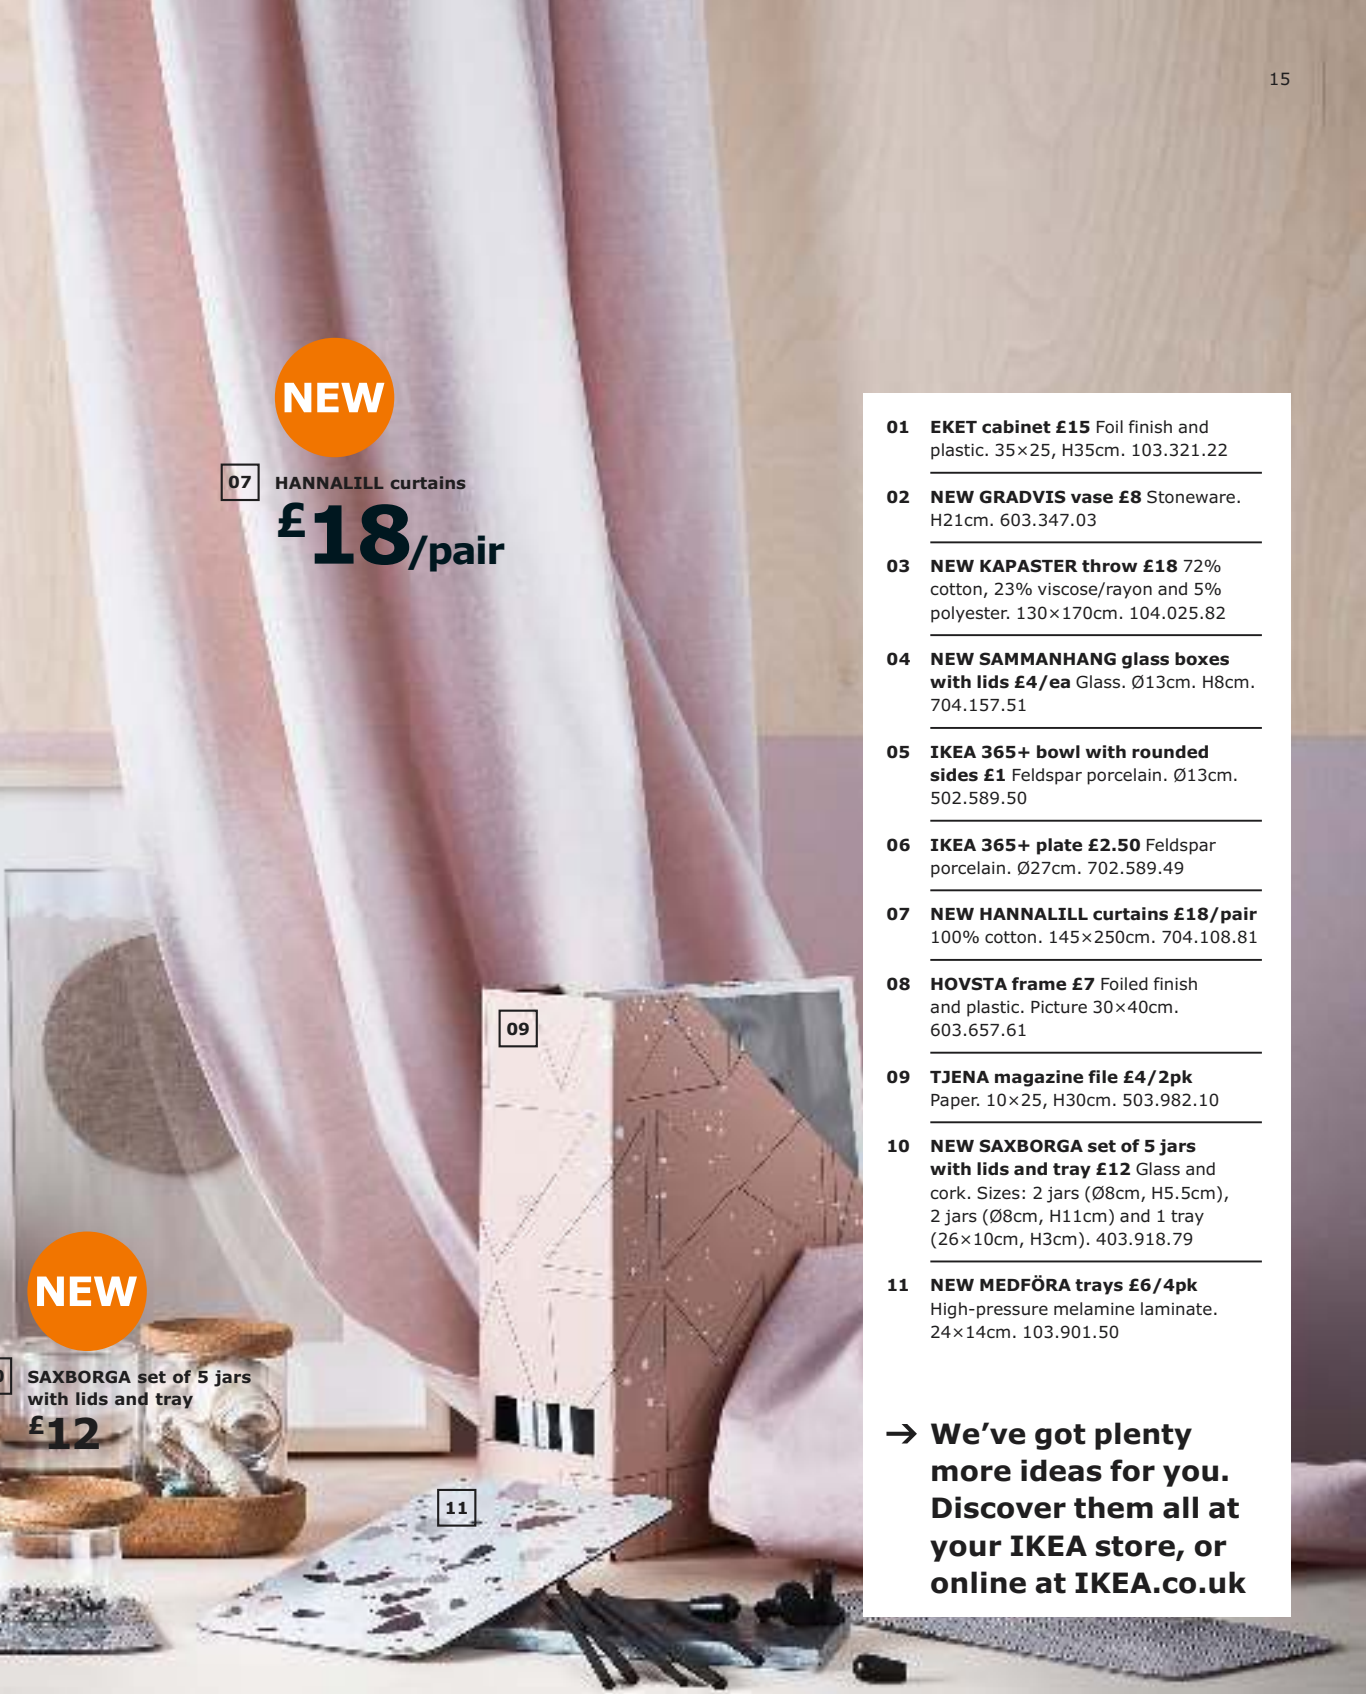 15
NEW
07 HANNALILL curtains
£18/pair
09
NEW
SAXBORGA set of 5 jars
with lids and tray
£12
11
01 EKET cabinet £15 Foil finish and
plastic. 35×25, H35cm. 103.321.22
02 NEW GRADVIS vase £8 Stoneware.
H21cm. 603.347.03
03 NEW KAPASTER throw £18 72%
cotton, 23% viscose/rayon and 5%
polyester. 130×170cm. 104.025.82
04 NEW SAMMANHANG glass boxes
with lids £4/ea Glass. Ø13cm. H8cm.
704.157.51
05 IKEA 365+ bowl with rounded
sides £1 Feldspar porcelain. Ø13cm.
502.589.50
06 IKEA 365+ plate £2.50 Feldspar
porcelain. Ø27cm. 702.589.49
07 NEW HANNALILL curtains £18/pair
100% cotton. 145×250cm. 704.108.81
08 HOVSTA frame £7 Foiled finish
and plastic. Picture 30×40cm.
603.657.61
09 TJENA magazine file £4/2pk
Paper. 10×25, H30cm. 503.982.10
10 NEW SAXBORGA set of 5 jars
with lids and tray £12 Glass and
cork. Sizes: 2 jars (Ø8cm, H5.5cm),
2 jars (Ø8cm, H11cm) and 1 tray
(26×10cm, H3cm). 403.918.79
11 NEW MEDFÖRA trays £6/4pk
High-pressure melamine laminate.
24×14cm. 103.901.50
→ We’ve got plenty
more ideas for you.
Discover them all at
your IKEA store, or
online at IKEA.co.uk